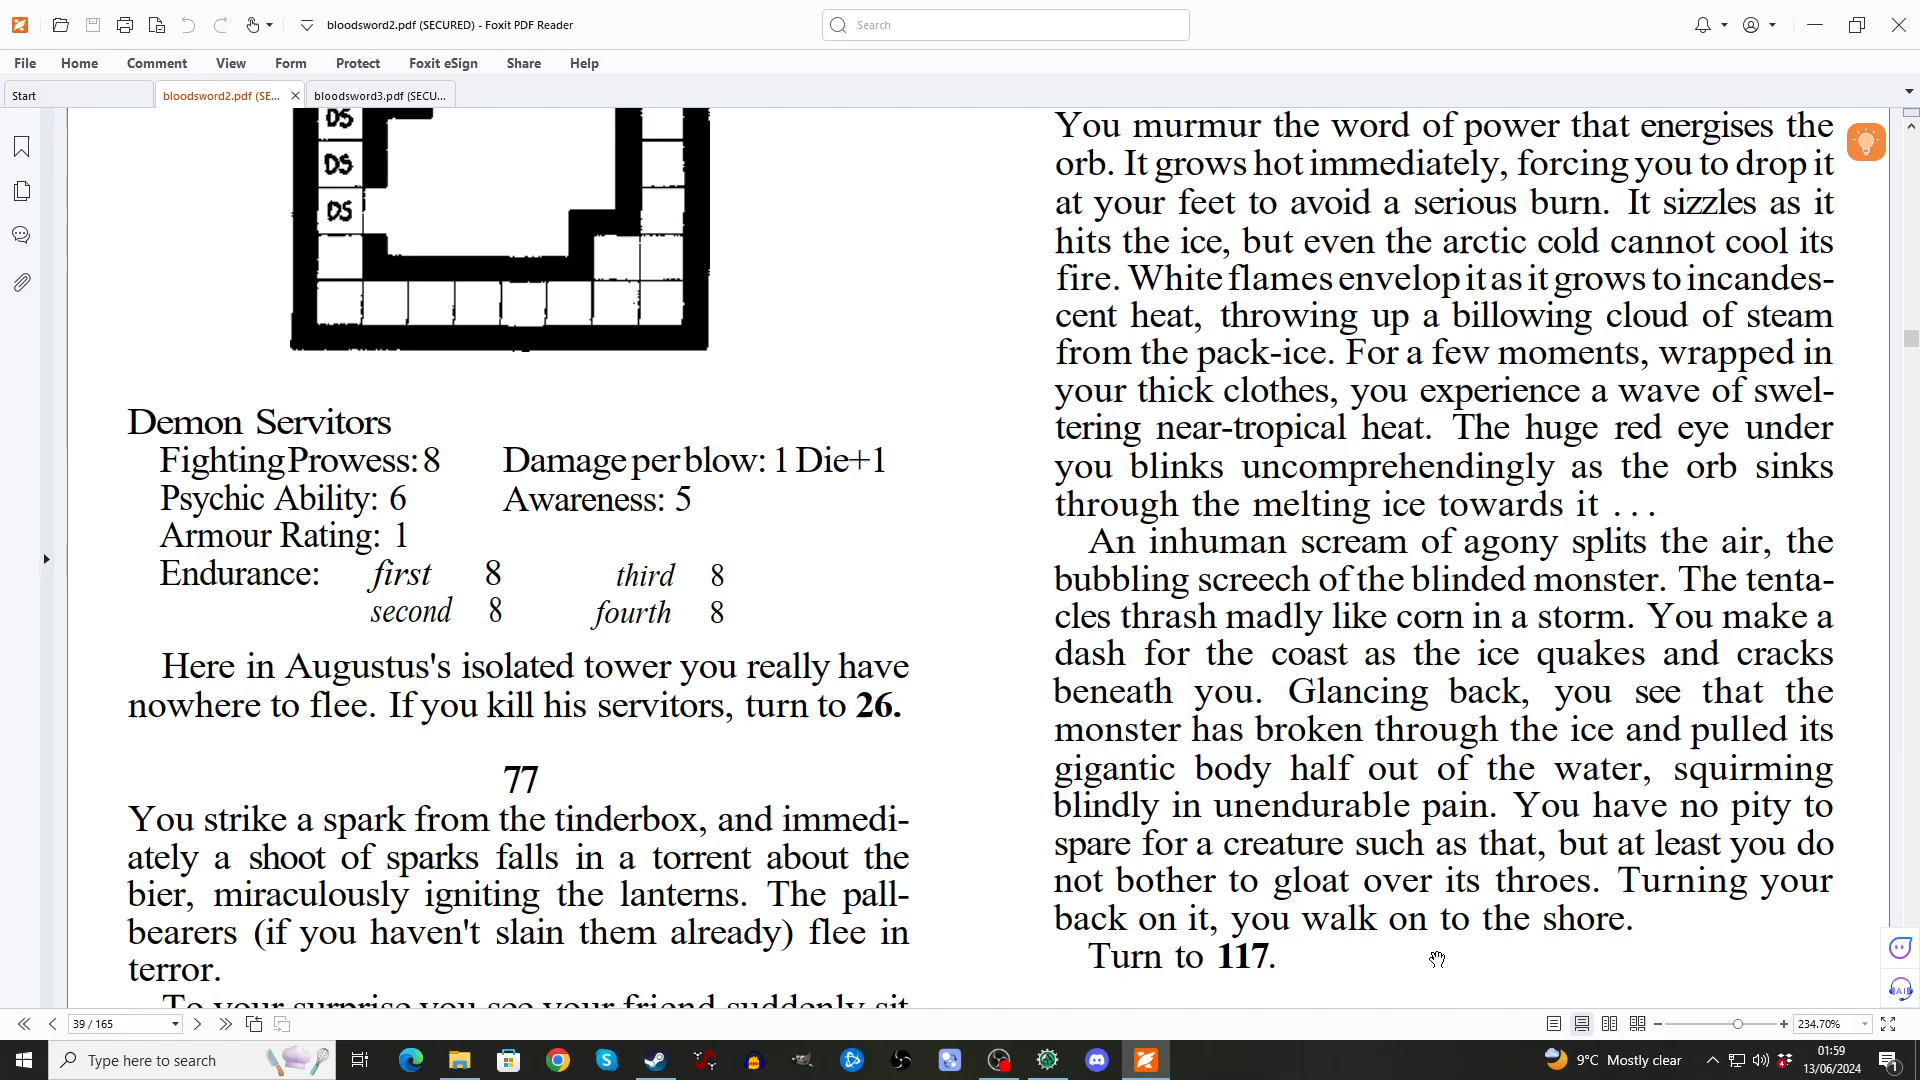 bloodsword2.pdf (SECURED) - Foxit PDF Reader
Search
File Home Comment View Form Protect Foxit eSign Share Help
Start
bloodsword2.pdf (SE...
bloodsword3.pdf (SECU...
DS
DS
DS
Demon Servitors
Fighting Prowess: 8 Damage per blow: 1 Die+1
Psychic Ability: 6 Awareness: 5
Armour Rating: 1
Endurance: first 8 third 8
second 8 fourth 8
Here in Augustus's isolated tower you really have
nowhere to flee. If you kill his servitors, turn to 26.
77
You strike a spark from the tinderbox, and immedi-
ately a shoot of sparks falls in a torrent about the
bier, miraculously igniting the lanterns. The pall-
bearers (if you haven't slain them already) flee in
terror.
To your surprise you see your friend suddenly sit
You murmur the word of power that energises the
orb. It grows hot immediately, forcing you to drop it
at your feet to avoid a serious burn. It sizzles as it
hits the ice, but even the arctic cold cannot cool its
fire. White flames envelop it as it grows to incandes-
cent heat, throwing up a billowing cloud of steam
from the pack-ice. For a few moments, wrapped in
your thick clothes, you experience a wave of swel-
tering near-tropical heat. The huge red eye under
you blinks uncomprehendingly as the orb sinks
through the melting ice towards it ...
An inhuman scream of agony splits the air, the
bubbling screech of the blinded monster. The tenta-
cles thrash madly like corn in a storm. You make a
dash for the coast as the ice quakes and cracks
beneath you. Glancing back, you see that the
monster has broken through the ice and pulled its
gigantic body half out of the water, squirming
blindly in unendurable pain. You have no pity to
spare for a creature such as that, but at least you do
not bother to gloat over its throes. Turning your
back on it, you walk on to the shore.
Turn to 117.
AI
39 / 165
234.70%
Type here to search
9°C Mostly clear
01:59
13/06/2024
1